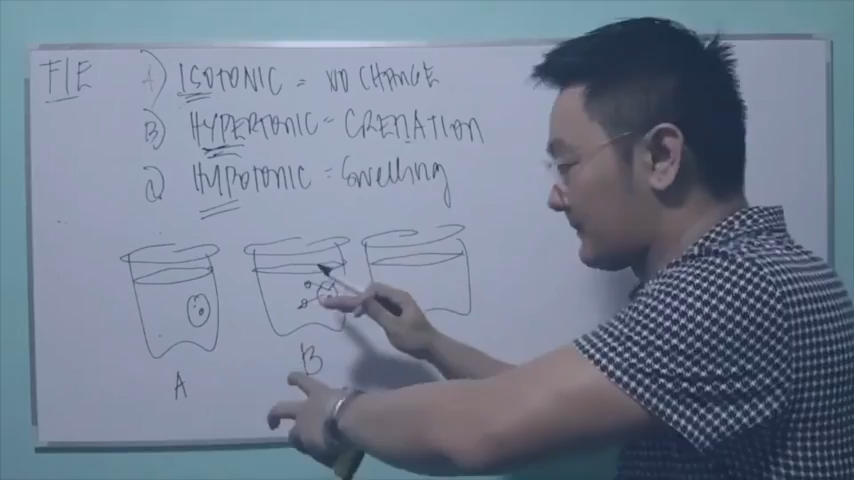 F/E
A) ISOTONIC = NO CHANGE
B) HYPERTONIC = CRENATION
C) HYPOTONIC = Swelling
A
B